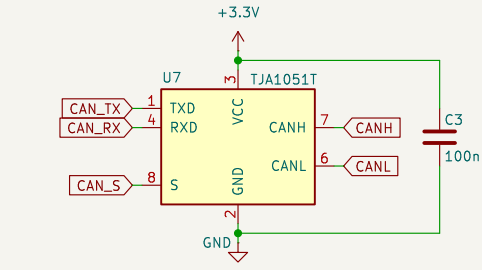 +3.3V
U7
TJA1051T
3
VCC
CAN_TX 1 TXD
CAN_RX 4 RXD
CANH 7 CANH
CANL 6 CANL
CAN_S 8 S
GND
2
GND
C3
100n